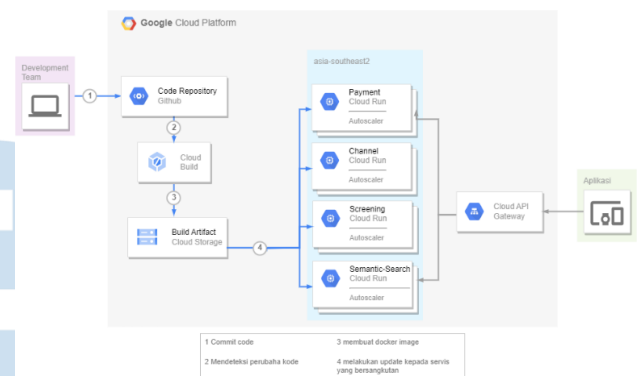 Google Cloud Platform
Development
Team
1
Code Repository
Github
2
Cloud
Build
3
Build Artifact
Cloud Storage
4
asia-southeast2
Payment
Cloud Run
Autoscaler
Channel
Cloud Run
Autoscaler
Screening
Cloud Run
Autoscaler
Semantic-Search
Cloud Run
Autoscaler
Cloud API
Gateway
Aplikasi
1 Commit code
2 Mendeteksi perubaha kode
3 membuat docker image
4 melakukan update kepada servis
yang bersangkutan